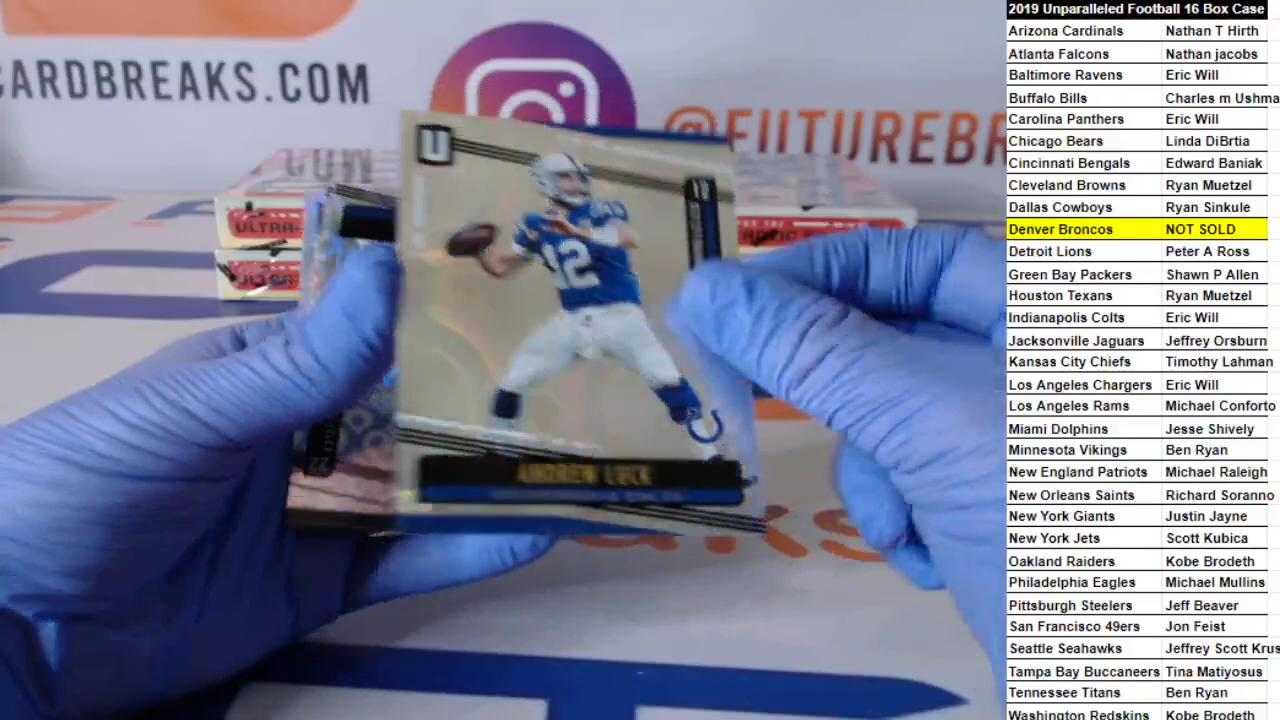 CARDBREAKS.COM
@FUTUREBR
U
12
ANDREW LUCK
2019 Unparalleled Football 16 Box Case
Arizona Cardinals Nathan T Hirth
Atlanta Falcons Nathan jacobs
Baltimore Ravens Eric Will
Buffalo Bills Charles m Ushma
Carolina Panthers Eric Will
Chicago Bears Linda DiBrtia
Cincinnati Bengals Edward Baniak
Cleveland Browns Ryan Muetzel
Dallas Cowboys Ryan Sinkule
Denver Broncos NOT SOLD
Detroit Lions Peter A Ross
Green Bay Packers Shawn P Allen
Houston Texans Ryan Muetzel
Indianapolis Colts Eric Will
Jacksonville Jaguars Jeffrey Orsburn
Kansas City Chiefs Timothy Lahman
Los Angeles Chargers Eric Will
Los Angeles Rams Michael Conforto
Miami Dolphins Jesse Shively
Minnesota Vikings Ben Ryan
New England Patriots Michael Raleigh
New Orleans Saints Richard Soranno
New York Giants Justin Jayne
New York Jets Scott Kubica
Oakland Raiders Kobe Brodeth
Philadelphia Eagles Michael Mullins
Pittsburgh Steelers Jeff Beaver
San Francisco 49ers Jon Feist
Seattle Seahawks Jeffrey Scott Krus
Tampa Bay Buccaneers Tina Matiyosus
Tennessee Titans Ben Ryan
Washington Redskins Kobe Brodeth